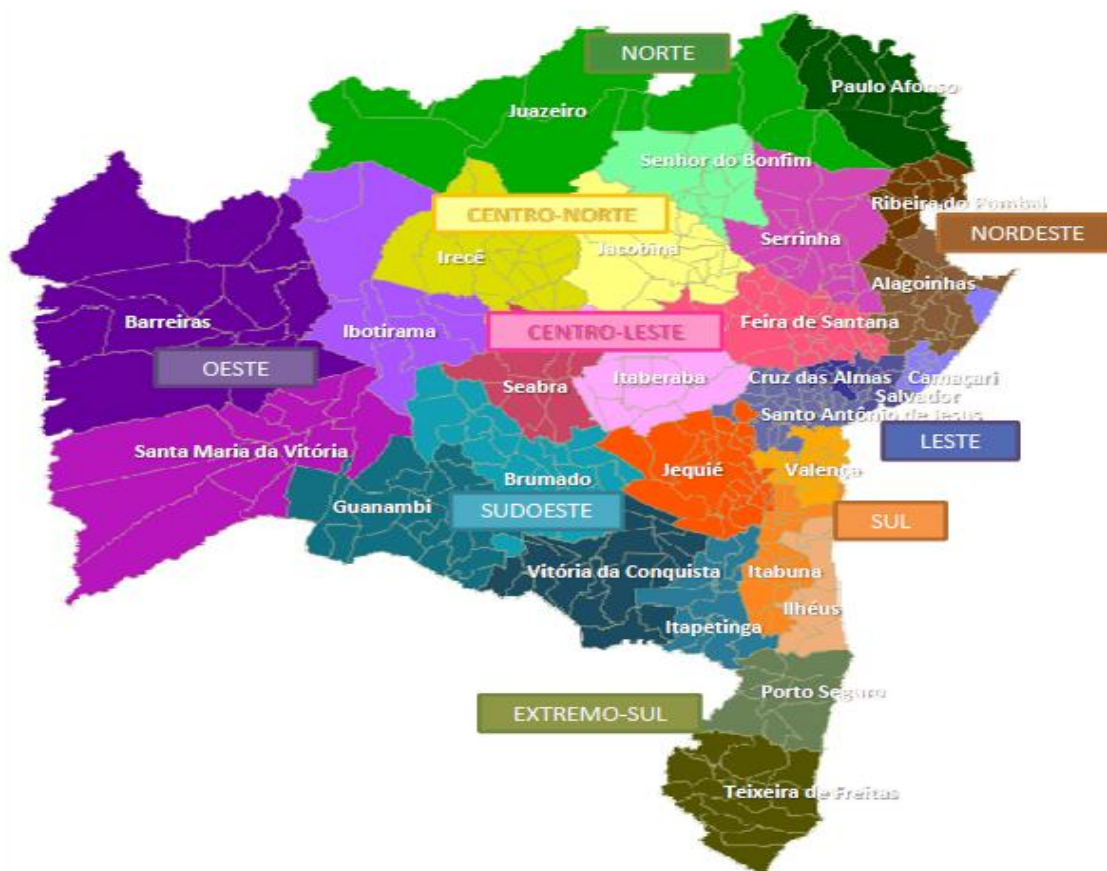 NORTE
Paulo Afonso
Juazeiro
Senhor do Bonfim
Ribeira do Pombal
CENTRO-NORTE
NORDESTE
Serrinha
Jacobina
Irecê
Alagoinhas
Barreiras
Ibotirama
CENTRO-LESTE
Feira de Santana
OESTE
Seabra
Itaberaba
Cruz das Almas
Camaçari
Salvador
Santo Antônio de Jesus
LESTE
Santa Maria da Vitória
Jequié
Valença
Brumado
Guanambi
SUDOESTE
SUL
Vitória da Conquista
Itabuna
Ilhéus
Itapetinga
Porto Seguro
EXTREMO-SUL
Teixeira de Freitas